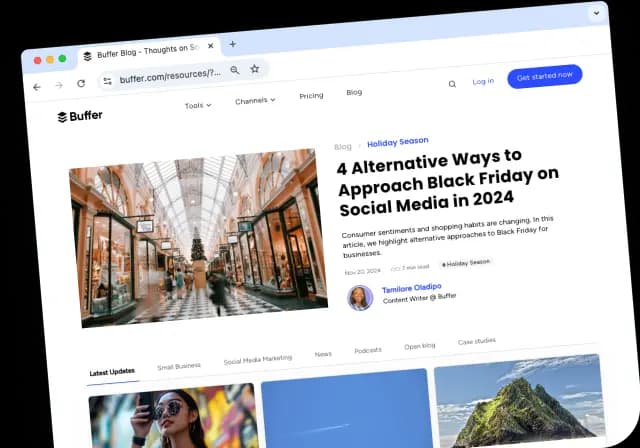 Buffer Blog - Thoughts on So
buffer.com/resources/?...
Buffer
Tools
Channels
Pricing
Blog
Log in
Get started now
Blog
Holiday Season
4 Alternative Ways to
Approach Black Friday on
Social Media in 2024
Consumer sentiments and shopping habits are changing. In this
article, we highlight alternative approaches to Black Friday for
businesses.
Nov 20, 2024
7 min read
# Holiday Season
Tamilore Oladipo
Content Writer @ Buffer
Latest Updates
Small Business
Social Media Marketing
News
Podcasts
Open blog
Case studies